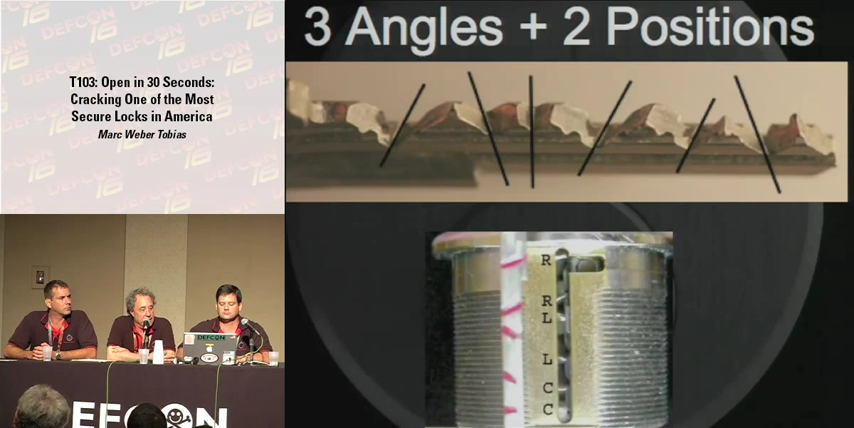 T103: Open in 30 Seconds:
Cracking One of the Most
Secure Locks in America
Marc Weber Tobias
3 Angles + 2 Positions
R
R
L
L
C
C
DEFCON
DEFCON